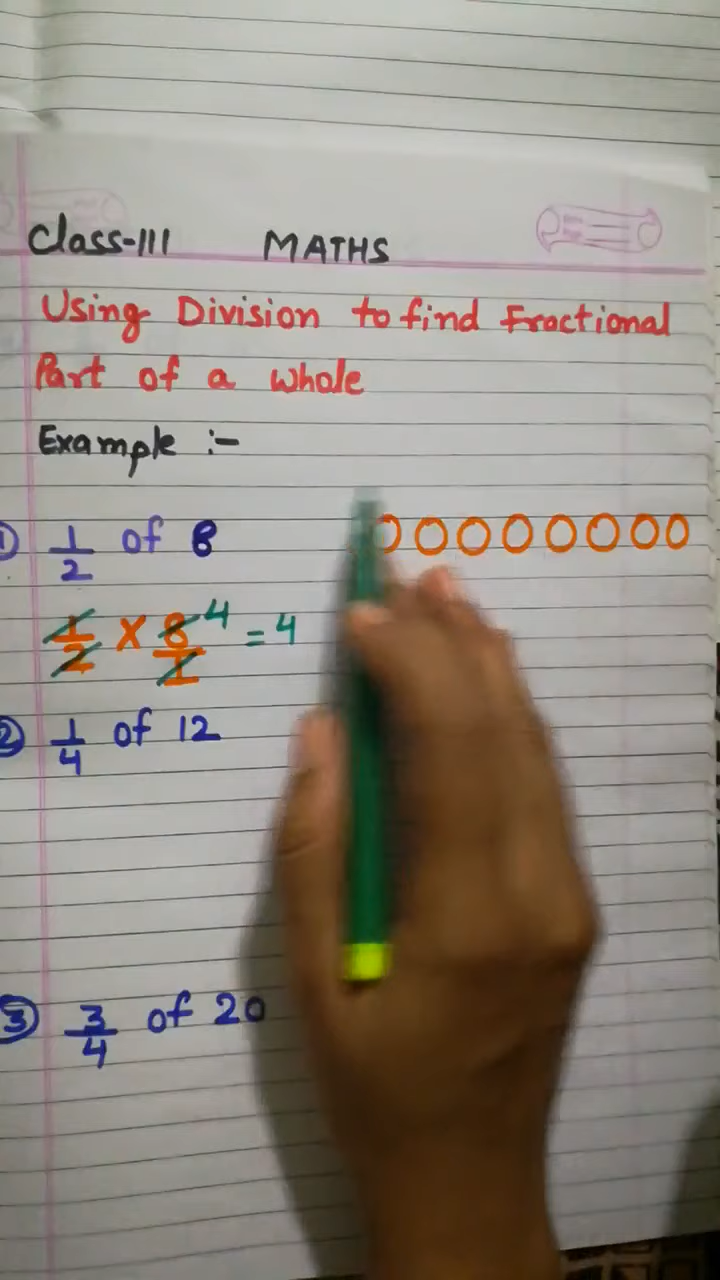 Class-III MATHS
Using Division to find Fractional
Part of a whole
Example :-
① 1/2 of 8
1/2 X 8/1 4 = 4
② 1/4 of 12
③ 3/4 of 20